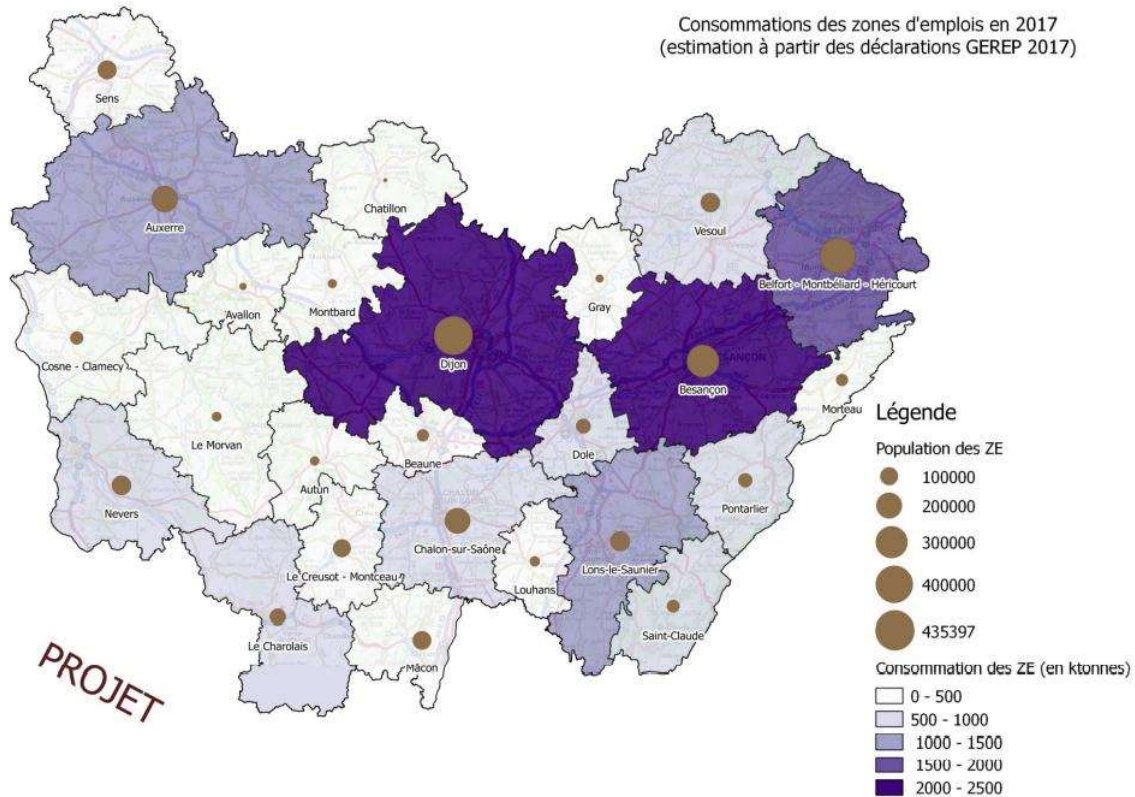 Consommations des zones d'emplois en 2017
(estimation à partir des déclarations GEREP 2017)
Sens
Auxerre
Chatillon
Vesoul
Belfort - Montbéliard - Héricourt
Avallon
Montbard
Gray
Dijon
Besançon
Cosne - Clamecy
Morteau
Le Morvan
Beaune
Dole
Autun
Nevers
Pontarlier
Chalon-sur-Saône
Lons-le-Saunier
Le Creusot - Montceau
Louhans
Saint-Claude
Le Charolais
Mâcon
PROJET
Légende
Population des ZE
100000
200000
300000
400000
435397
Consommation des ZE (en ktonnes)
0 - 500
500 - 1000
1000 - 1500
1500 - 2000
2000 - 2500